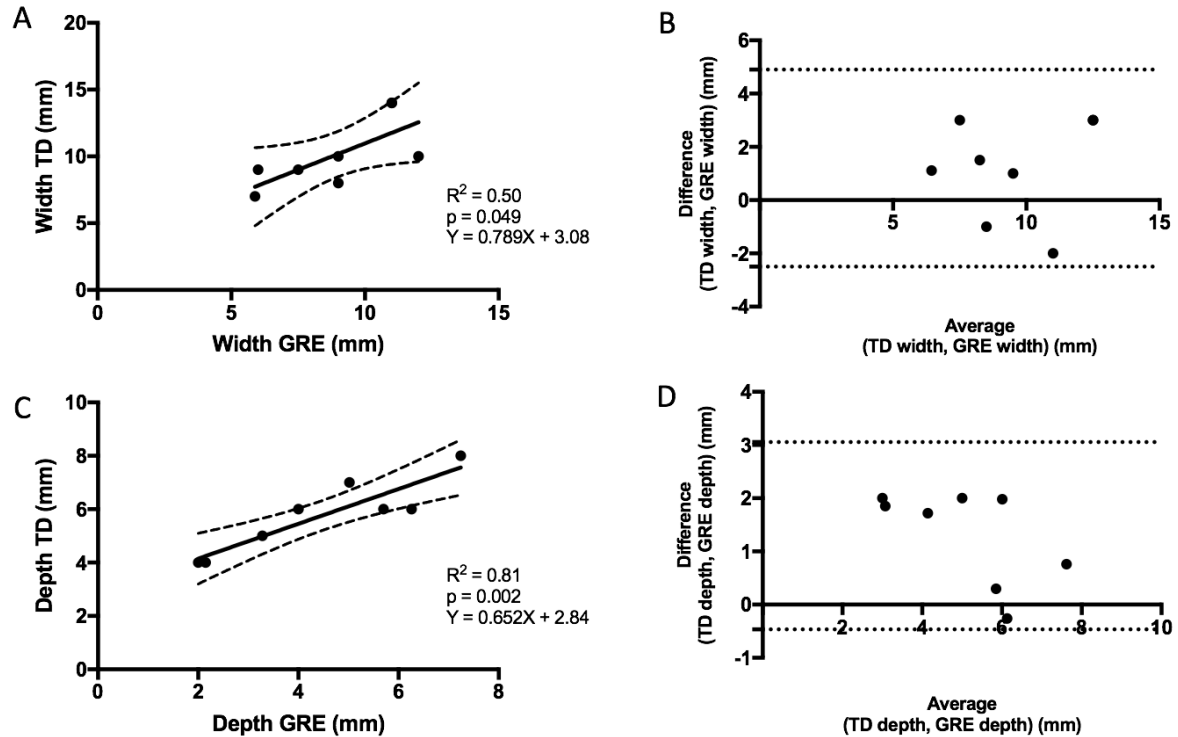 A
20
15
10
5
0
Width TD (mm)
0 5 10 15
Width GRE (mm)
R² = 0.50
p = 0.049
Y = 0.789X + 3.08
B
6
4
2
0
-2
-4
Difference
(TD width, GRE width) (mm)
5 10 15
Average
(TD width, GRE width) (mm)
C
10
8
6
4
2
0
Depth TD (mm)
0 2 4 6 8
Depth GRE (mm)
R² = 0.81
p = 0.002
Y = 0.652X + 2.84
D
4
3
2
1
0
-1
Difference
(TD depth, GRE depth) (mm)
2 4 6 8 10
Average
(TD depth, GRE depth) (mm)